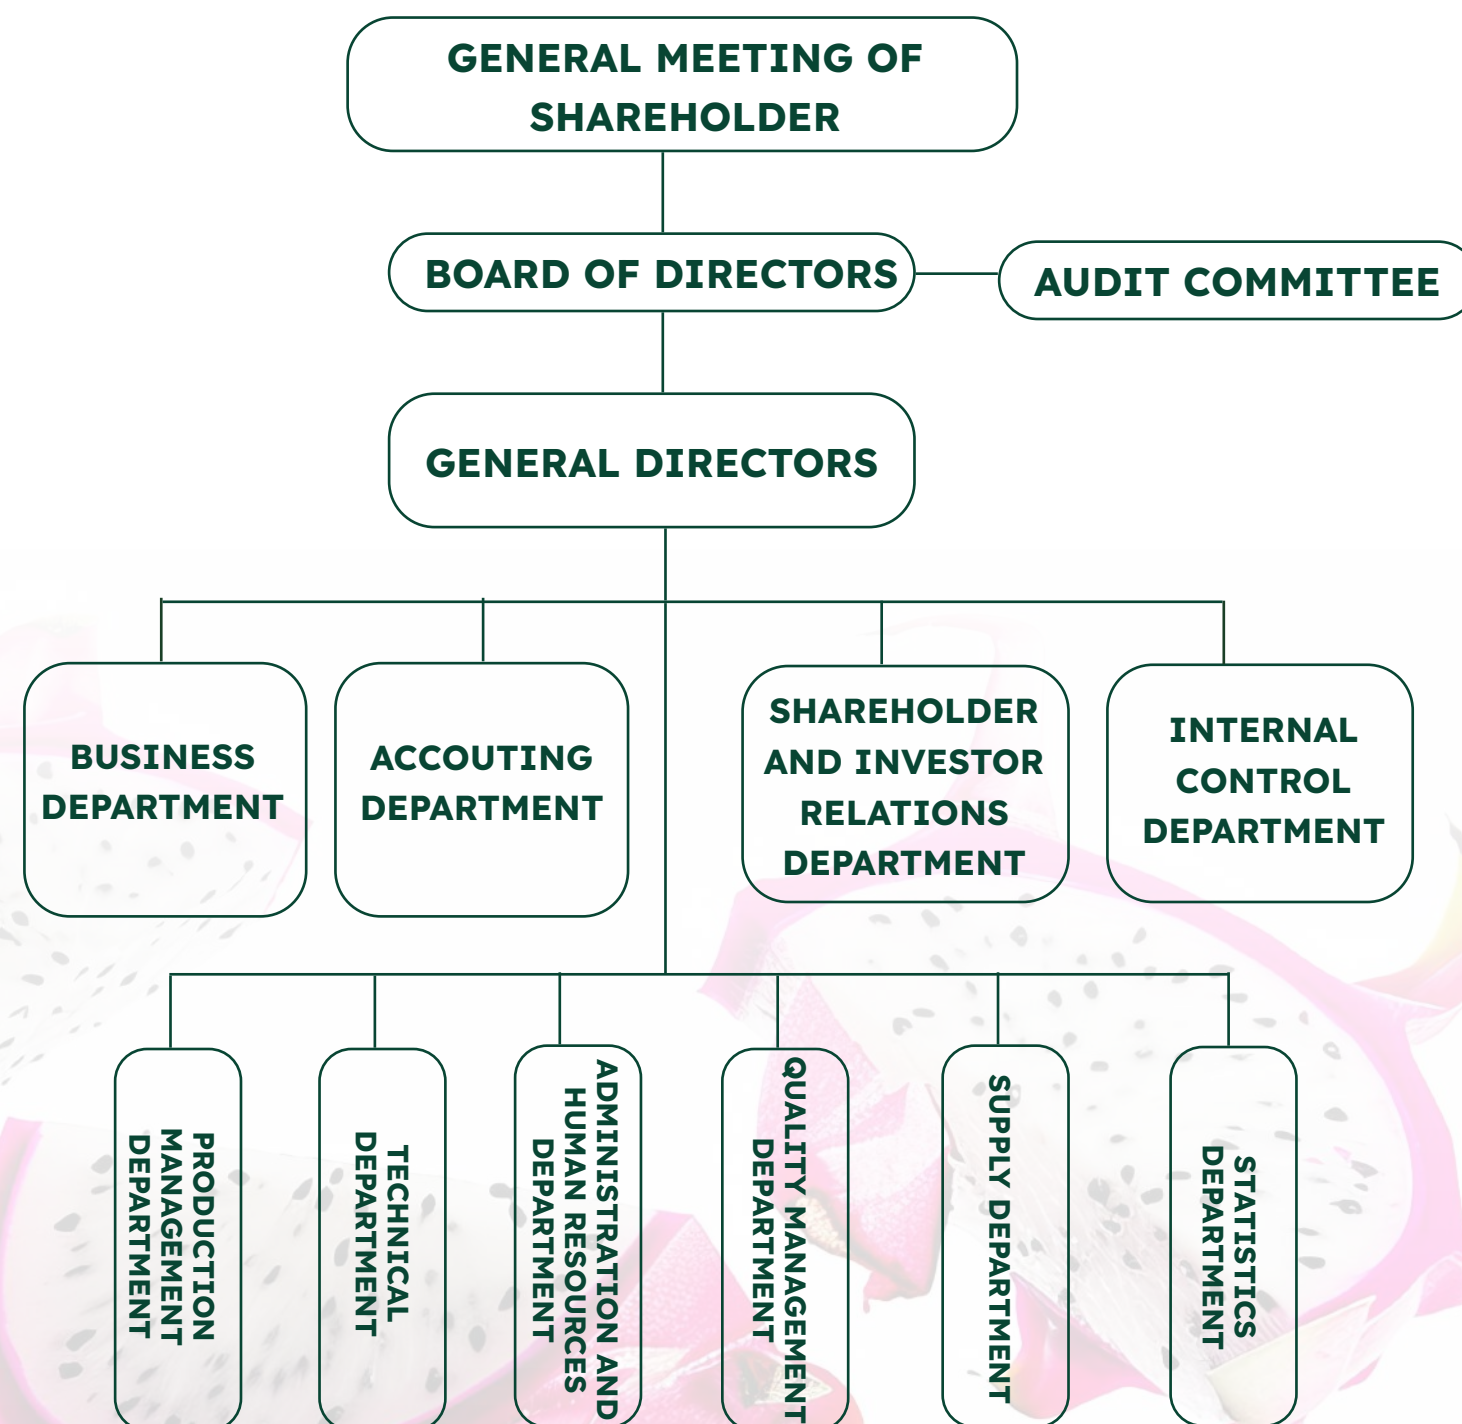 GENERAL MEETING OF
SHAREHOLDER
BOARD OF DIRECTORS
AUDIT COMMITTEE
GENERAL DIRECTORS
BUSINESS
DEPARTMENT
ACCOUTING
DEPARTMENT
SHAREHOLDER
AND INVESTOR
RELATIONS
DEPARTMENT
INTERNAL
CONTROL
DEPARTMENT
PRODUCTION
MANAGEMENT
DEPARTMENT
TECHNICAL
DEPARTMENT
ADMINISTRATION AND
HUMAN RESOURCES
DEPARTMENT
QUALITY MANAGEMENT
DEPARTMENT
SUPPLY DEPARTMENT
STATISTICS
DEPARTMENT